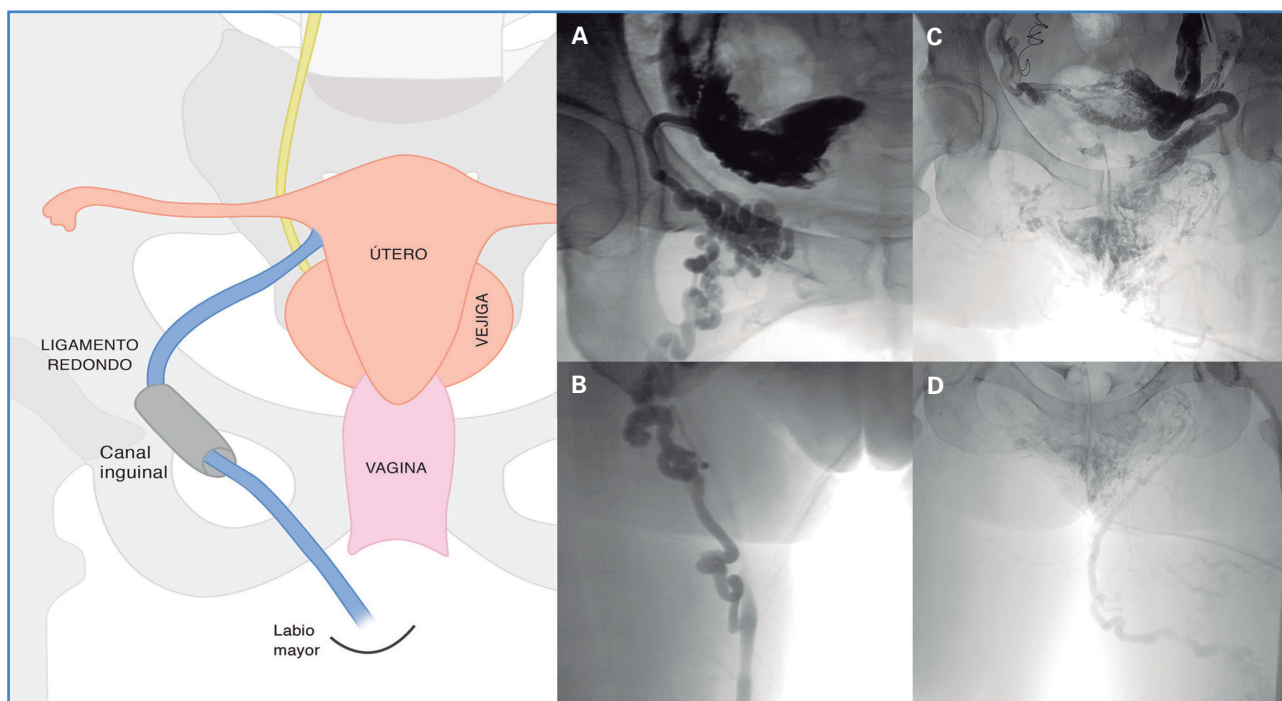 ÚTERO
VEJIGA
LIGAMENTO
REDONDO
Canal
inguinal
VAGINA
Labio
mayor
A
C
B
D